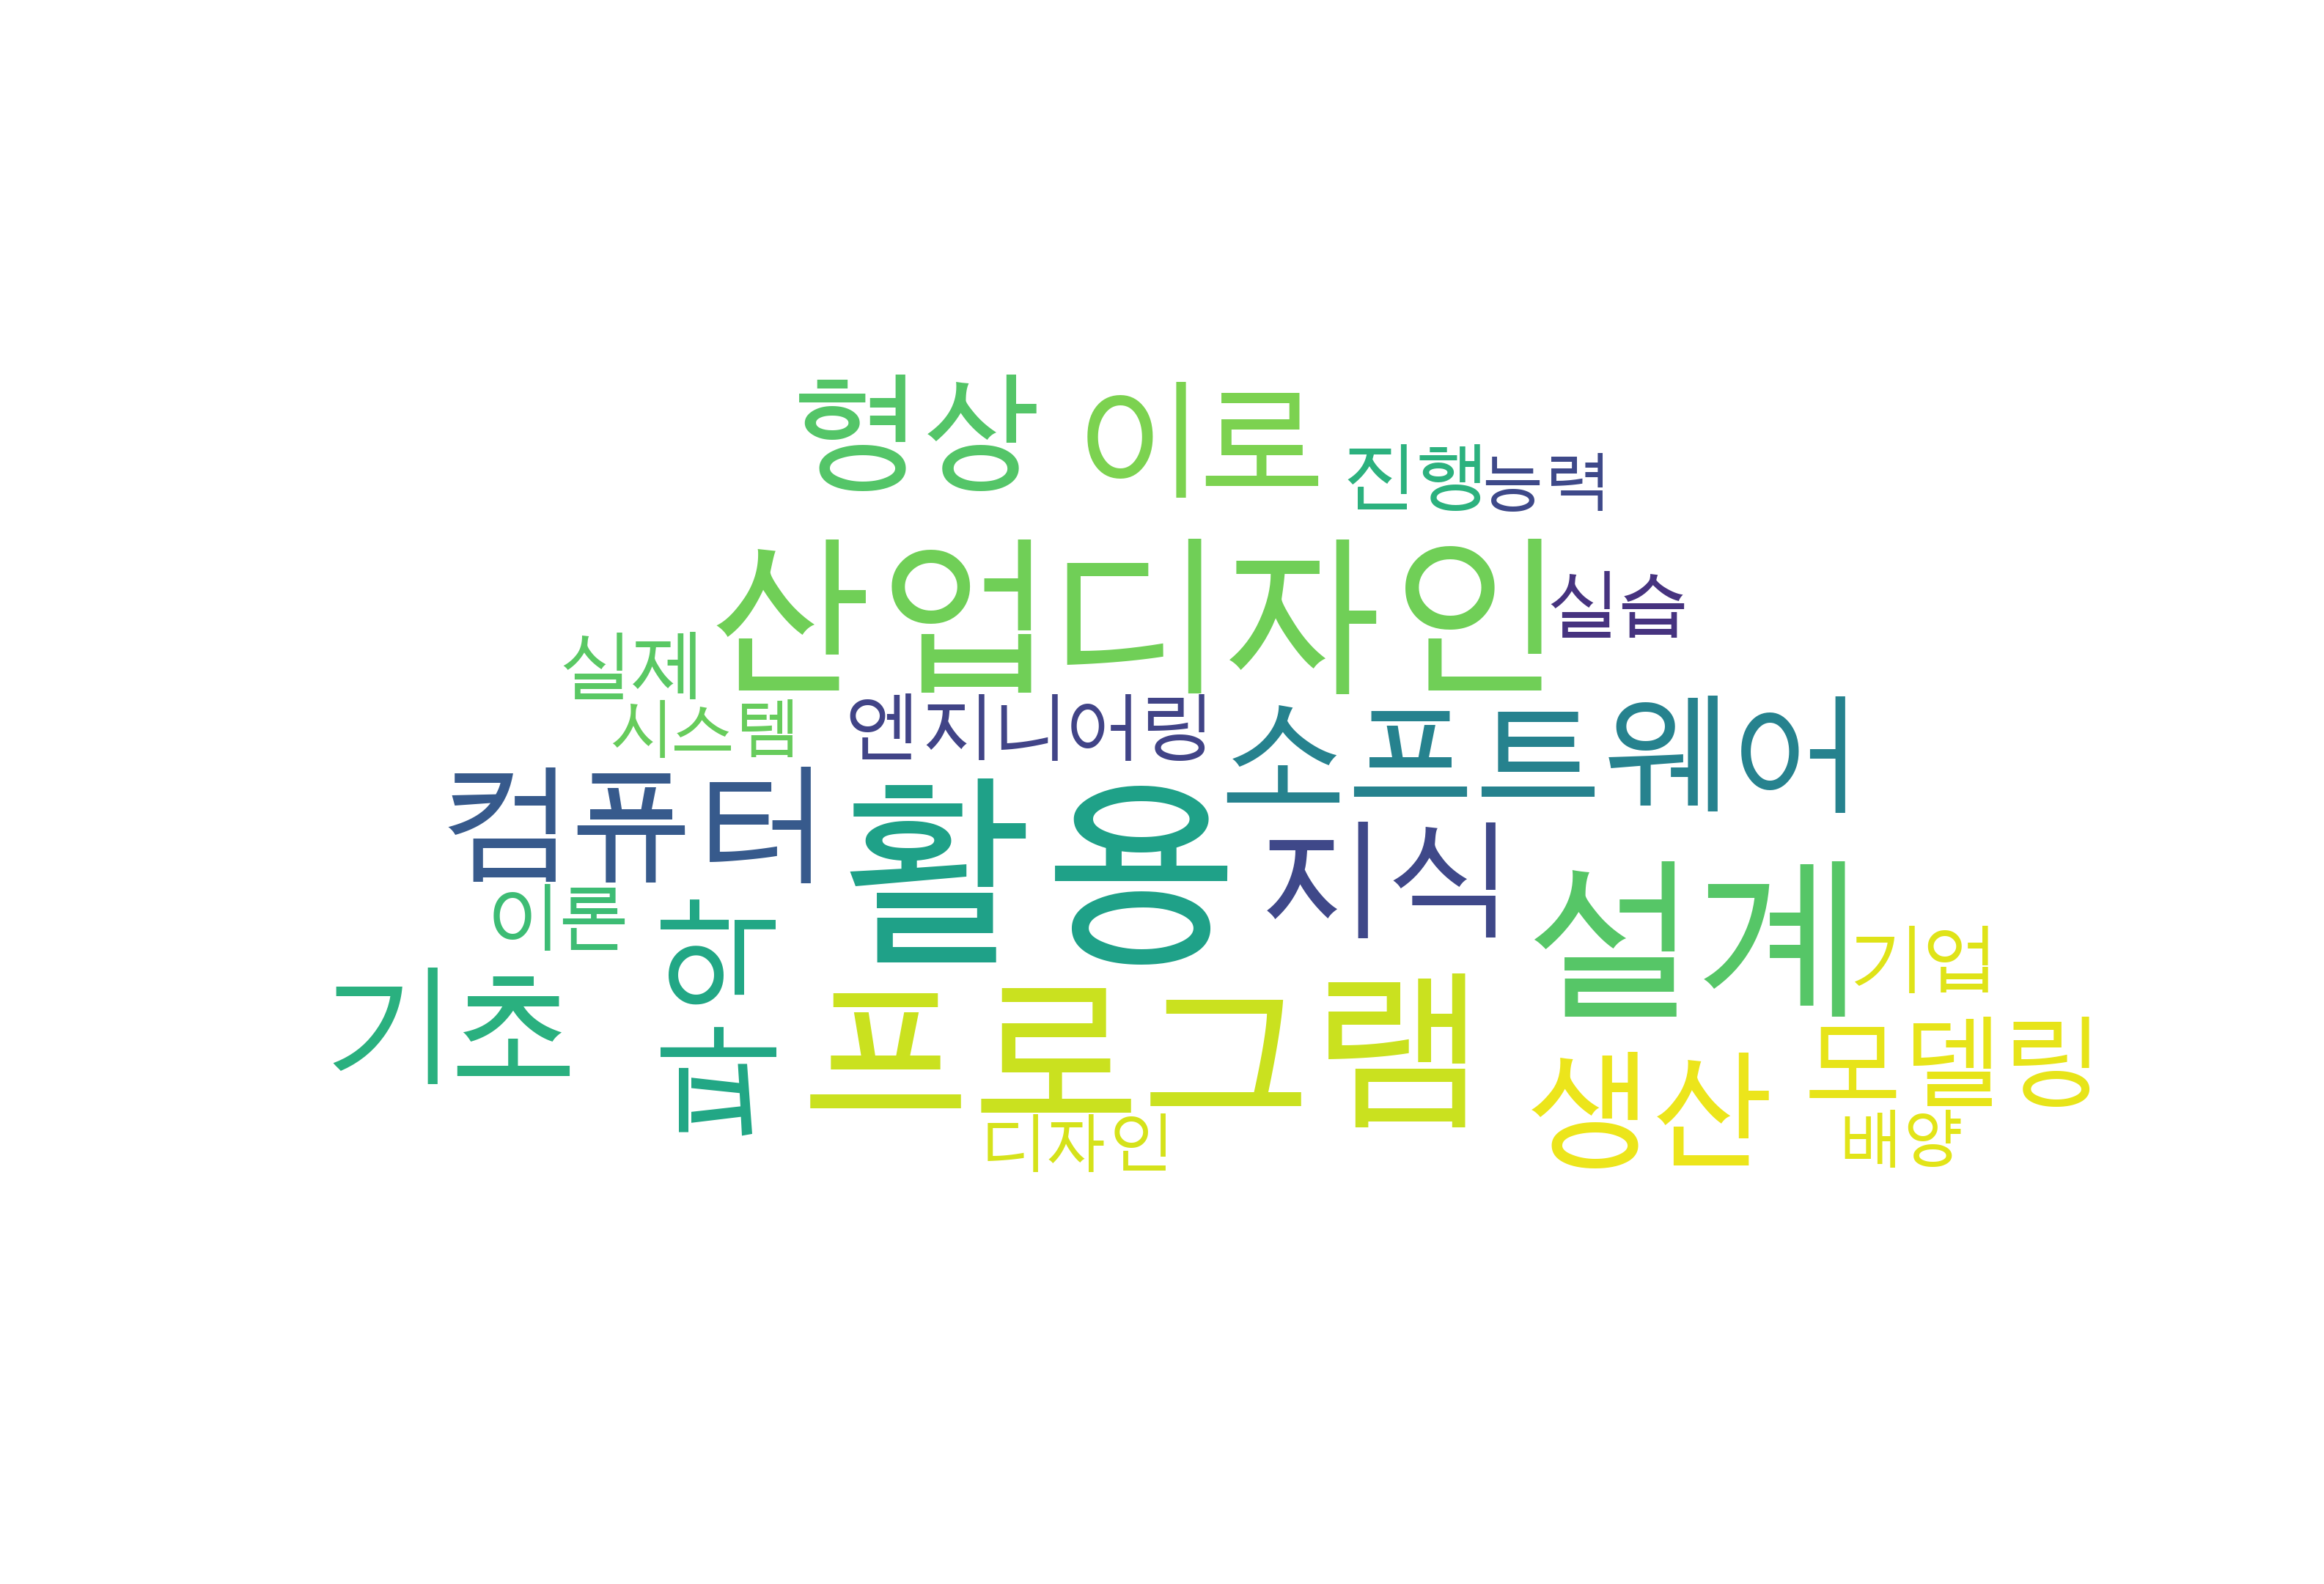 형상
이로
진행
능력
산업디자인
실습
실제
시스템
엔지니어링
소프트웨어
컴퓨터
활용
지식
이론
학습
설계
기업
기초
프로그램
모델링
생산
디자인
배양